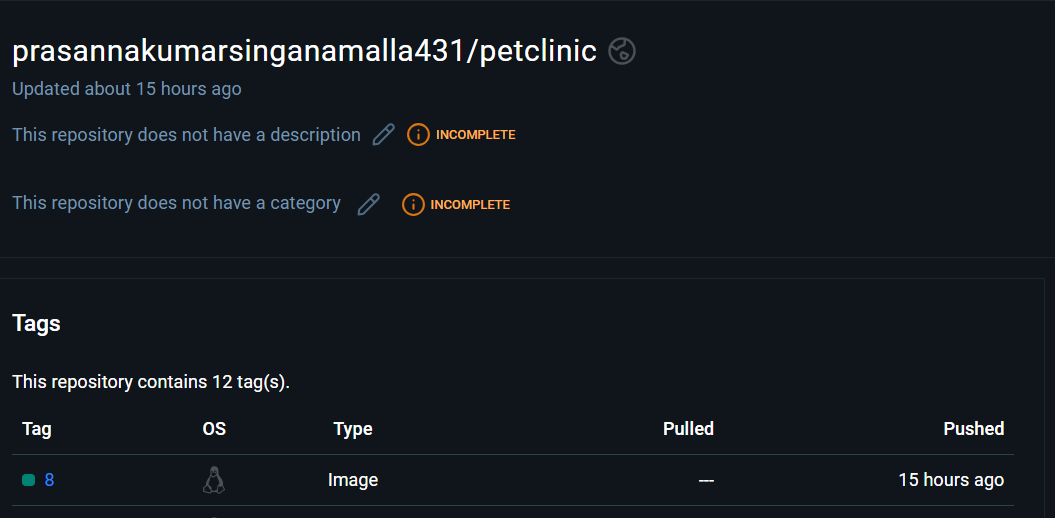 prasannakumarsinganamalla431/petclinic
Updated about 15 hours ago
This repository does not have a description INCOMPLETE
This repository does not have a category INCOMPLETE
Tags
This repository contains 12 tag(s).
Tag OS Type Pulled Pushed
8 Image --- 15 hours ago